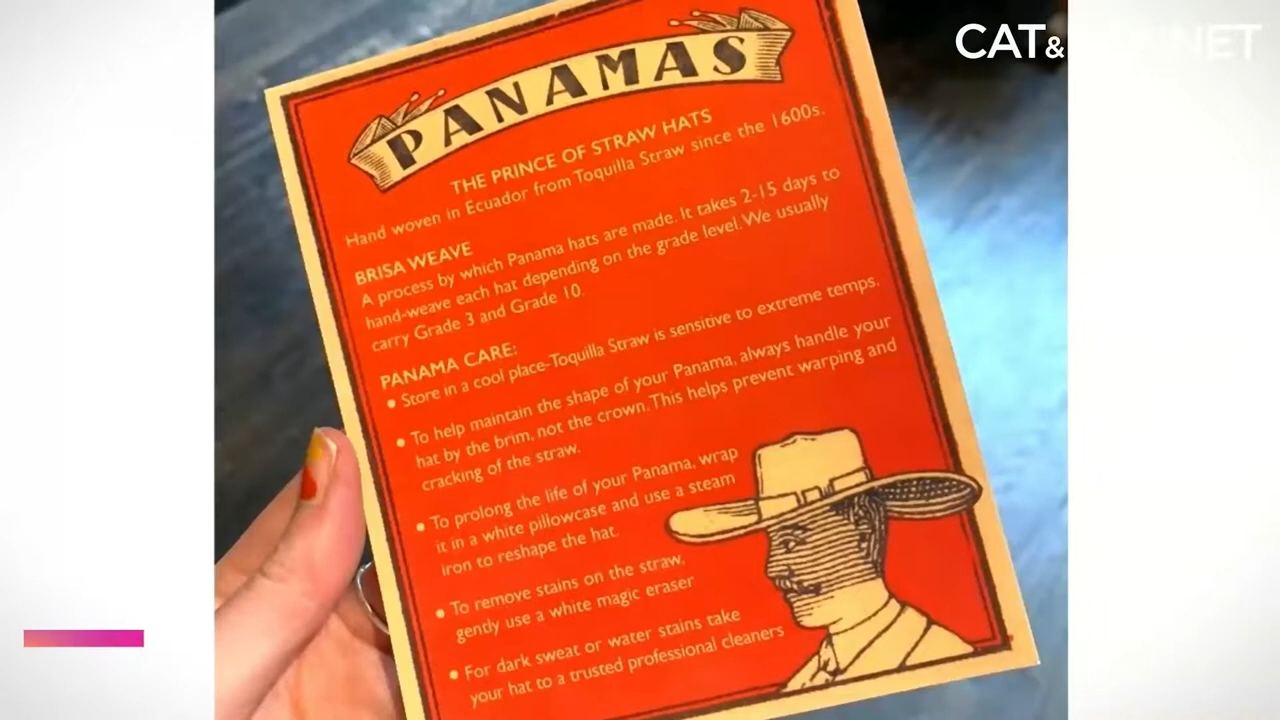 CAT&
PANAMAS
THE PRINCE OF STRAW HATS
Hand woven in Ecuador from Toquilla Straw since the 1600s.
BRISA WEAVE
A process by which Panama hats are made. It takes 2-15 days to
hand-weave each hat depending on the grade level. We usually
carry Grade 3 and Grade 10.
PANAMA CARE:
• Store in a cool place-Toquilla Straw is sensitive to extreme temps.
• To help maintain the shape of your Panama, always handle your
hat by the brim, not the crown. This helps prevent warping and
cracking of the straw.
• To prolong the life of your Panama, wrap
it in a white pillowcase and use a steam
iron to reshape the hat.
• To remove stains on the straw,
gently use a white magic eraser
• For dark sweat or water stains take
your hat to a trusted professional cleaners